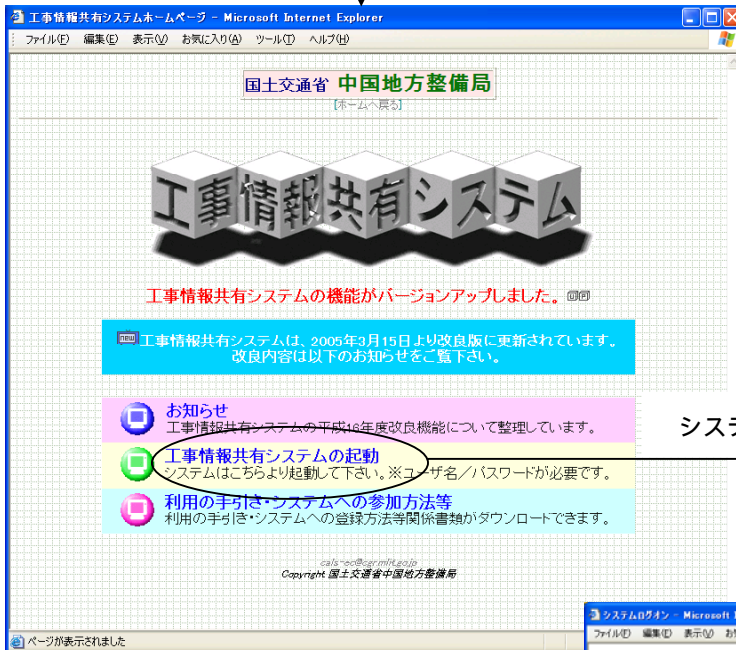 工事情報共有システムホームページ - Microsoft Internet Explorer
ファイル(F) 編集(E) 表示(V) お気に入り(A) ツール(T) ヘルプ(H)
国土交通省 中国地方整備局
[ホームへ戻る]
工事情報共有システム
工事情報共有システムの機能がバージョンアップしました。
new 工事情報共有システムは、2005年3月15日より改良版に更新されています。
改良内容は以下のお知らせをご覧下さい。
お知らせ
工事情報共有システムの平成16年度改良機能について整理しています。
システ
工事情報共有システムの起動
システムはこちらより起動して下さい。※ユーザ名/パスワードが必要です。
利用の手引き・システムへの参加方法等
利用の手引き・システムへの登録方法等関係書類がダウンロードできます。
cals-ec@cgr.mlit.go.jp
Copyright 国土交通省中国地方整備局
システムログオン - Microsoft I
ファイル(F) 編集(E) 表示(V) お
ページが表示されました